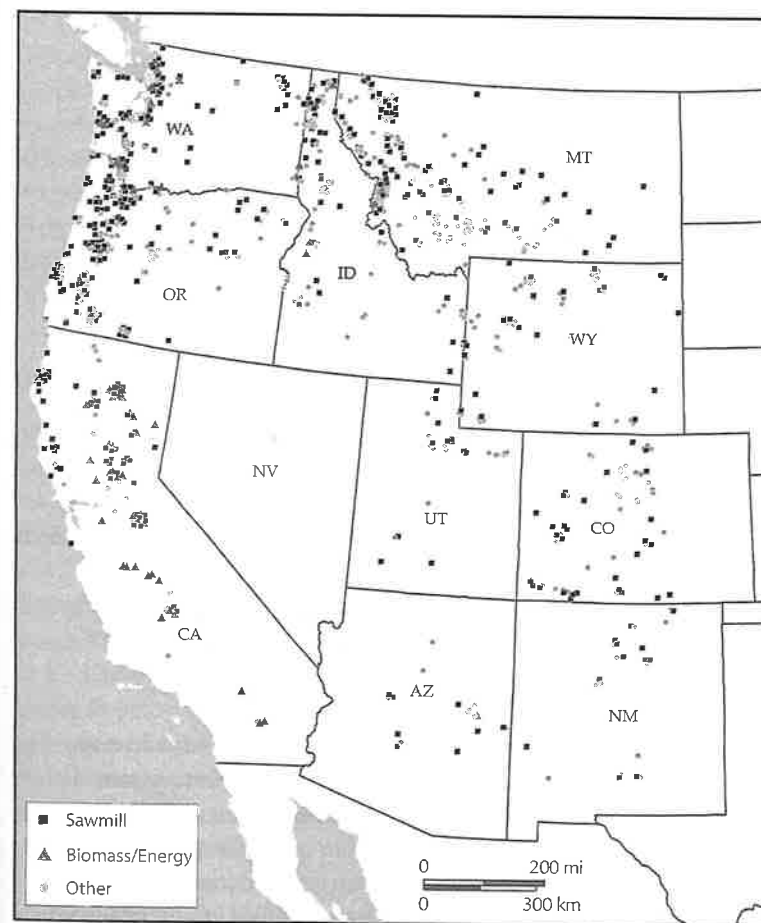 WA
MT
OR
ID
WY
NV
UT
CO
CA
AZ
NM
Sawmill
Biomass/Energy
Other
0 200 mi
0 300 km